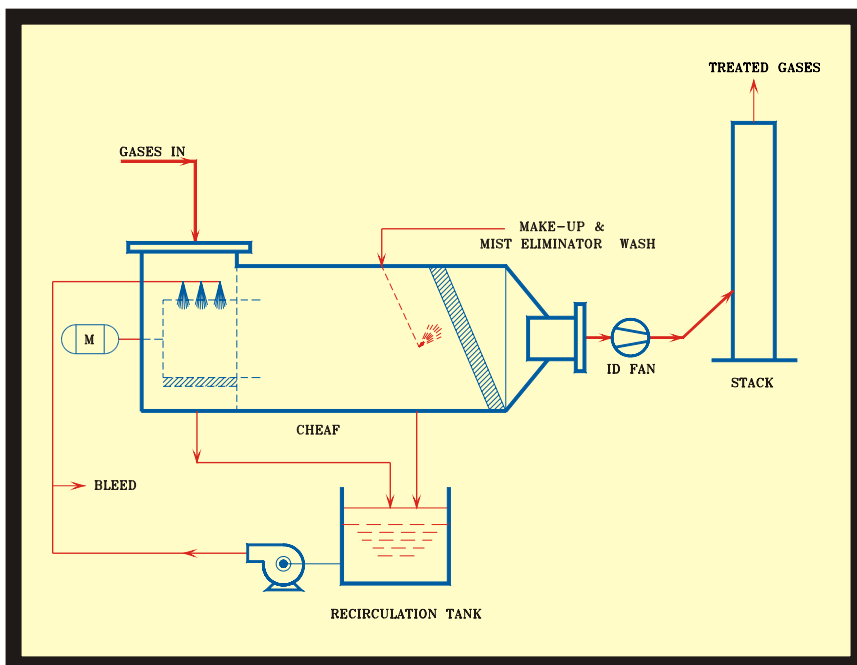 TREATED GASES
GASES IN
MAKE-UP &
MIST ELIMINATOR WASH
M
ID FAN
STACK
CHEAF
BLEED
RECIRCULATION TANK